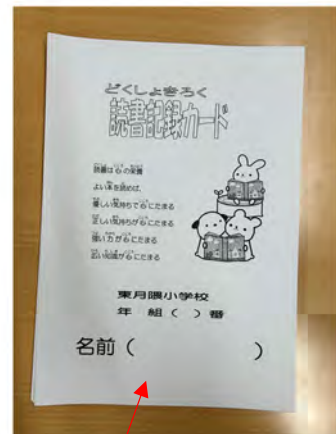 どくしょきろく
読書記録カード
読書は心の栄養
よい本を読めば、
優しい気持ちで心にたまる
正しい気持ちが心にたまる
強い力が心にたまる
広い知識が心にたまる
東月隈小学校
年 組 ( ) 番
名前 ( )